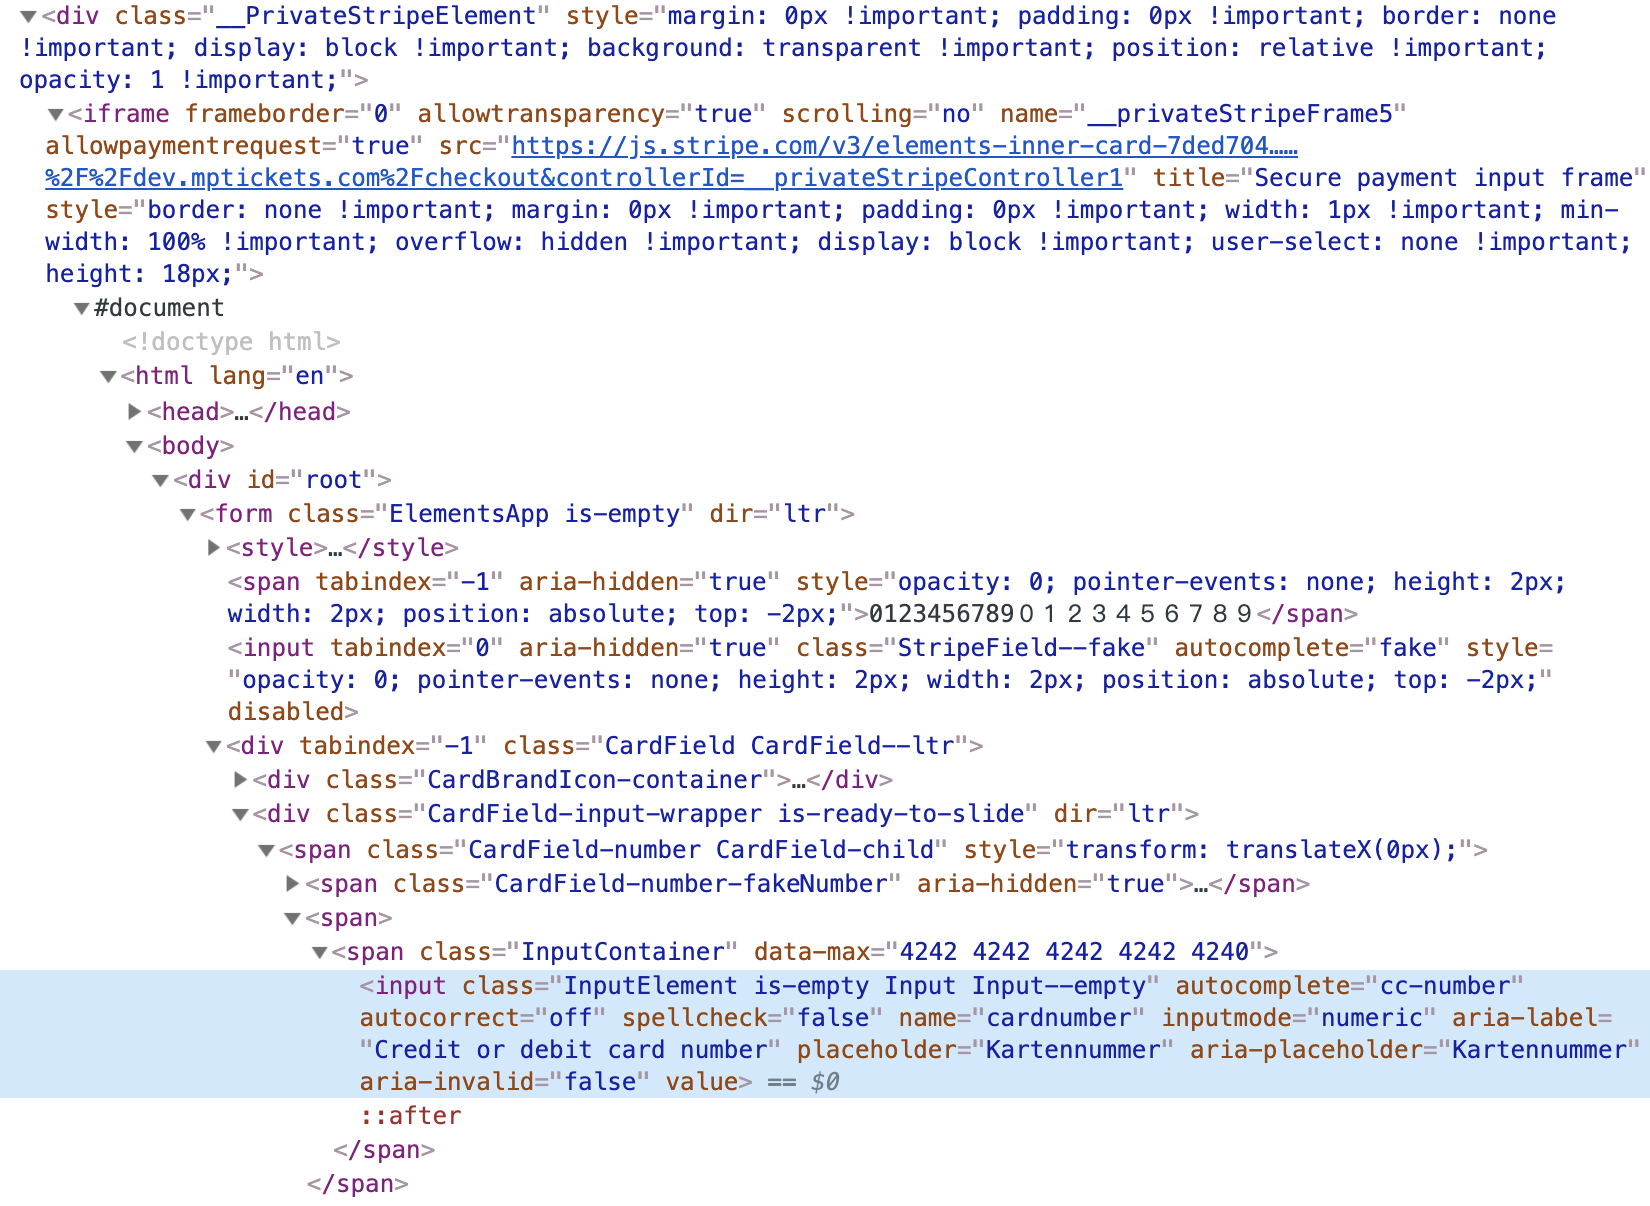 ▼<div class="__PrivateStripeElement" style="margin: 0px !important; padding: 0px !important; border: none
!important; display: block !important; background: transparent !important; position: relative !important;
opacity: 1 !important;">
▼<iframe frameborder="0" allowtransparency="true" scrolling="no" name="__privateStripeFrame5"
allowpaymentrequest="true" src="https://js.stripe.com/v3/elements-inner-card-7ded704……
%2F%2Fdev.mptickets.com%2Fcheckout&controllerId=__privateStripeController1" title="Secure payment input frame"
style="border: none !important; margin: 0px !important; padding: 0px !important; width: 1px !important; min-
width: 100% !important; overflow: hidden !important; display: block !important; user-select: none !important;
height: 18px;">
▼#document
<!doctype html>
▼<html lang="en">
▶<head>…</head>
▼<body>
▼<div id="root">
▼<form class="ElementsApp is-empty" dir="ltr">
▶<style>…</style>
<span tabindex="-1" aria-hidden="true" style="opacity: 0; pointer-events: none; height: 2px;
width: 2px; position: absolute; top: -2px;">0123456789０１２３４５６７８９</span>
<input tabindex="0" aria-hidden="true" class="StripeField--fake" autocomplete="fake" style=
"opacity: 0; pointer-events: none; height: 2px; width: 2px; position: absolute; top: -2px;"
disabled>
▼<div tabindex="-1" class="CardField CardField--ltr">
▶<div class="CardBrandIcon-container">…</div>
▼<div class="CardField-input-wrapper is-ready-to-slide" dir="ltr">
▼<span class="CardField-number CardField-child" style="transform: translateX(0px);">
▶<span class="CardField-number-fakeNumber" aria-hidden="true">…</span>
▼<span>
▼<span class="InputContainer" data-max="4242 4242 4242 4242 4240">
<input class="InputElement is-empty Input Input--empty" autocomplete="cc-number"
autocorrect="off" spellcheck="false" name="cardnumber" inputmode="numeric" aria-label=
"Credit or debit card number" placeholder="Kartennummer" aria-placeholder="Kartennummer"
aria-invalid="false" value> == $0
::after
</span>
</span>